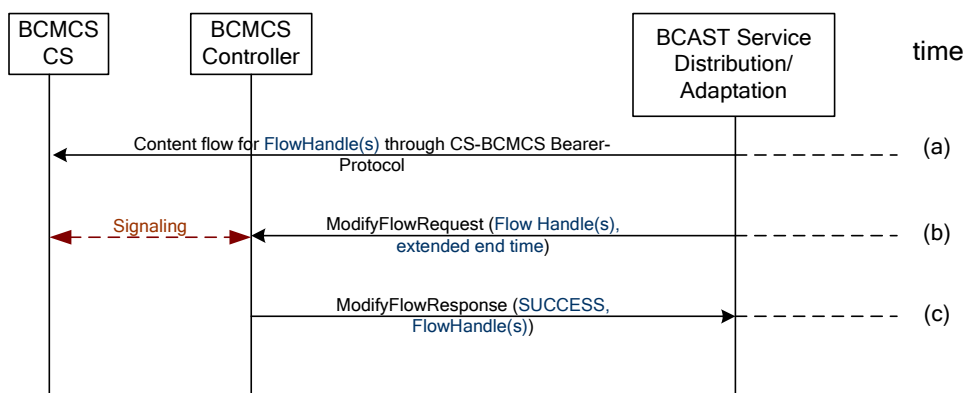 BCMCS
CS
BCMCS
Controller
BCAST Service
Distribution/
Adaptation
time
Content flow for FlowHandle(s) through CS-BCMCS Bearer-
Protocol
(a)
Signaling
ModifyFlowRequest (Flow Handle(s),
extended end time)
(b)
ModifyFlowResponse (SUCCESS,
FlowHandle(s))
(c)